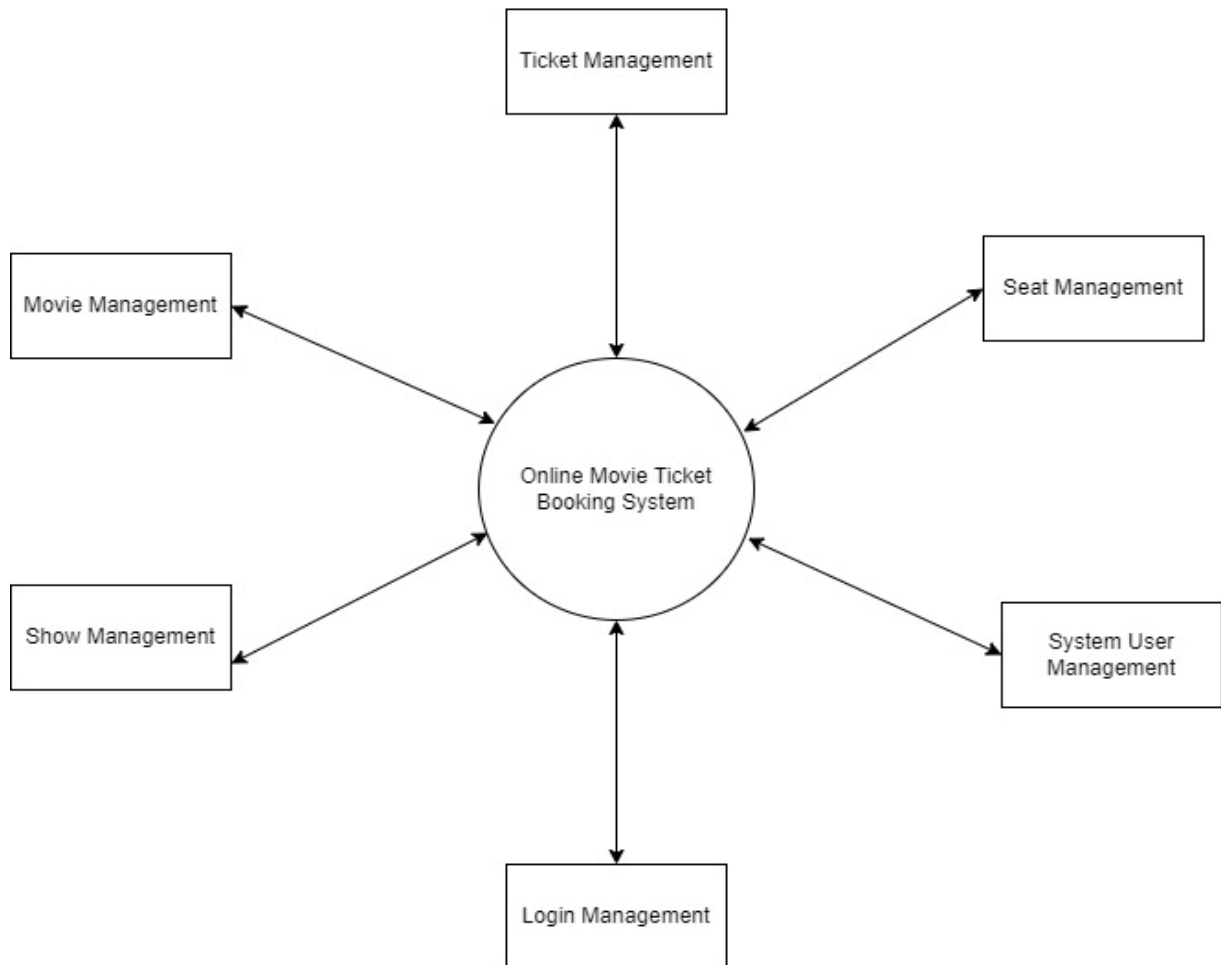 Ticket Management
Movie Management
Seat Management
Online Movie Ticket
Booking System
Show Management
System User
Management
Login Management